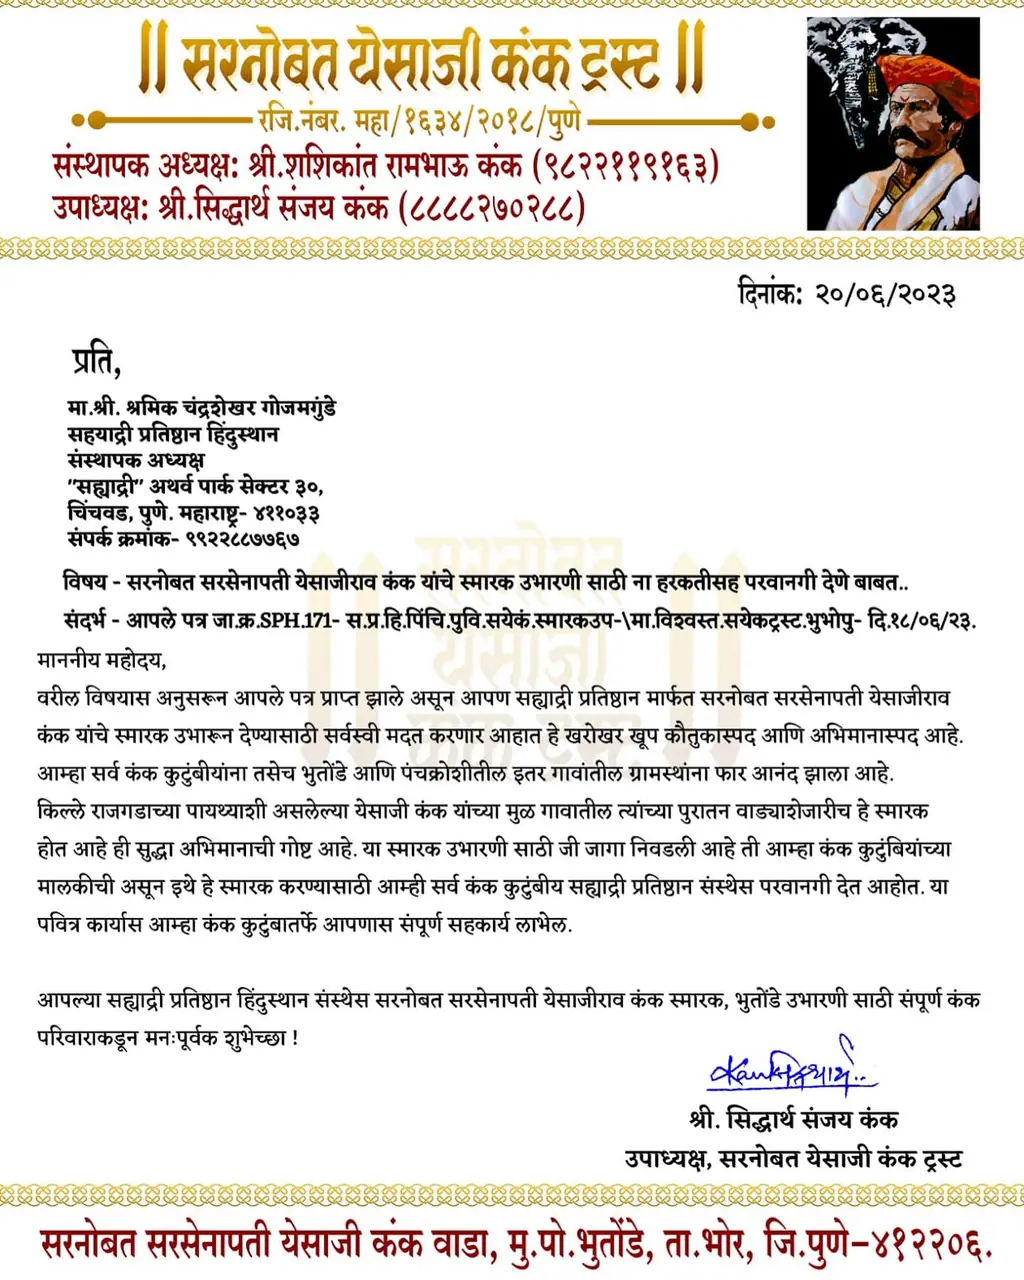 || सरनोबत येसाजी कंक ट्रस्ट ||
रजि.नंबर. महा/१६३४/२०१८/पुणे
संस्थापक अध्यक्ष: श्री.शशिकांत रामभाऊ कंक (९८२२११९१६३)
उपाध्यक्ष: श्री.सिद्धार्थ संजय कंक (८८८८२७०२८८)
दिनांक: २०/०६/२०२३
प्रति,
मा.श्री. श्रमिक चंद्रशेखर गोजमगुंडे
सहयाद्री प्रतिष्ठान हिंदुस्थान
संस्थापक अध्यक्ष
"सह्याद्री" अथर्व पार्क सेक्टर ३०,
चिंचवड, पुणे. महाराष्ट्र- ४११०३३
संपर्क क्रमांक- ९९२२८८७७६७
विषय - सरनोबत सरसेनापती येसाजीराव कंक यांचे स्मारक उभारणी साठी ना हरकतीसह परवानगी देणे बाबत..
संदर्भ - आपले पत्र जा.क्र.SPH.171- स.प्र.हि.पिंचि.पुवि.सयेकं.स्मारकउप-\मा.विश्वस्त.सयेकट्रस्ट.भुभोपु- दि.१८/०६/२३.
सरनोबत
येसाजी
कंक ट्रस्ट
माननीय महोदय,
वरील विषयास अनुसरून आपले पत्र प्राप्त झाले असून आपण सह्याद्री प्रतिष्ठान मार्फत सरनोबत सरसेनापती येसाजीराव
कंक यांचे स्मारक उभारून देण्यासाठी सर्वस्वी मदत करणार आहात हे खरोखर खूप कौतुकास्पद आणि अभिमानास्पद आहे.
आम्हा सर्व कंक कुटुंबीयांना तसेच भुतोंडे आणि पंचक्रोशीतील इतर गावांतील ग्रामस्थांना फार आनंद झाला आहे.
किल्ले राजगडाच्या पायथ्याशी असलेल्या येसाजी कंक यांच्या मुळ गावातील त्यांच्या पुरातन वाड्याशेजारीच हे स्मारक
होत आहे ही सुद्धा अभिमानाची गोष्ट आहे. या स्मारक उभारणी साठी जी जागा निवडली आहे ती आम्हा कंक कुटुंबियांच्या
मालकीची असून इथे हे स्मारक करण्यासाठी आम्ही सर्व कंक कुटुंबीय सह्याद्री प्रतिष्ठान संस्थेस परवानगी देत आहोत. या
पवित्र कार्यास आम्हा कंक कुटुंबातर्फे आपणास संपूर्ण सहकार्य लाभेल.
आपल्या सह्याद्री प्रतिष्ठान हिंदुस्थान संस्थेस सरनोबत सरसेनापती येसाजीराव कंक स्मारक, भुतोंडे उभारणी साठी संपूर्ण कंक
परिवाराकडून मनःपूर्वक शुभेच्छा !
श्री. सिद्धार्थ संजय कंक
उपाध्यक्ष, सरनोबत येसाजी कंक ट्रस्ट
सरनोबत सरसेनापती येसाजी कंक वाडा, मु.पो.भुतोंडे, ता.भोर, जि.पुणे-४१२२०६.